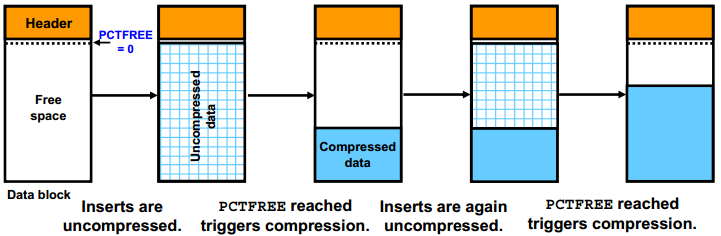 Header
PCTFREE
= 0
Free
space
Data block
Uncompressed
data
Compressed
data
Inserts are
uncompressed.
PCTFREE reached
triggers compression.
Inserts are again
uncompressed.
PCTFREE reached
triggers compression.